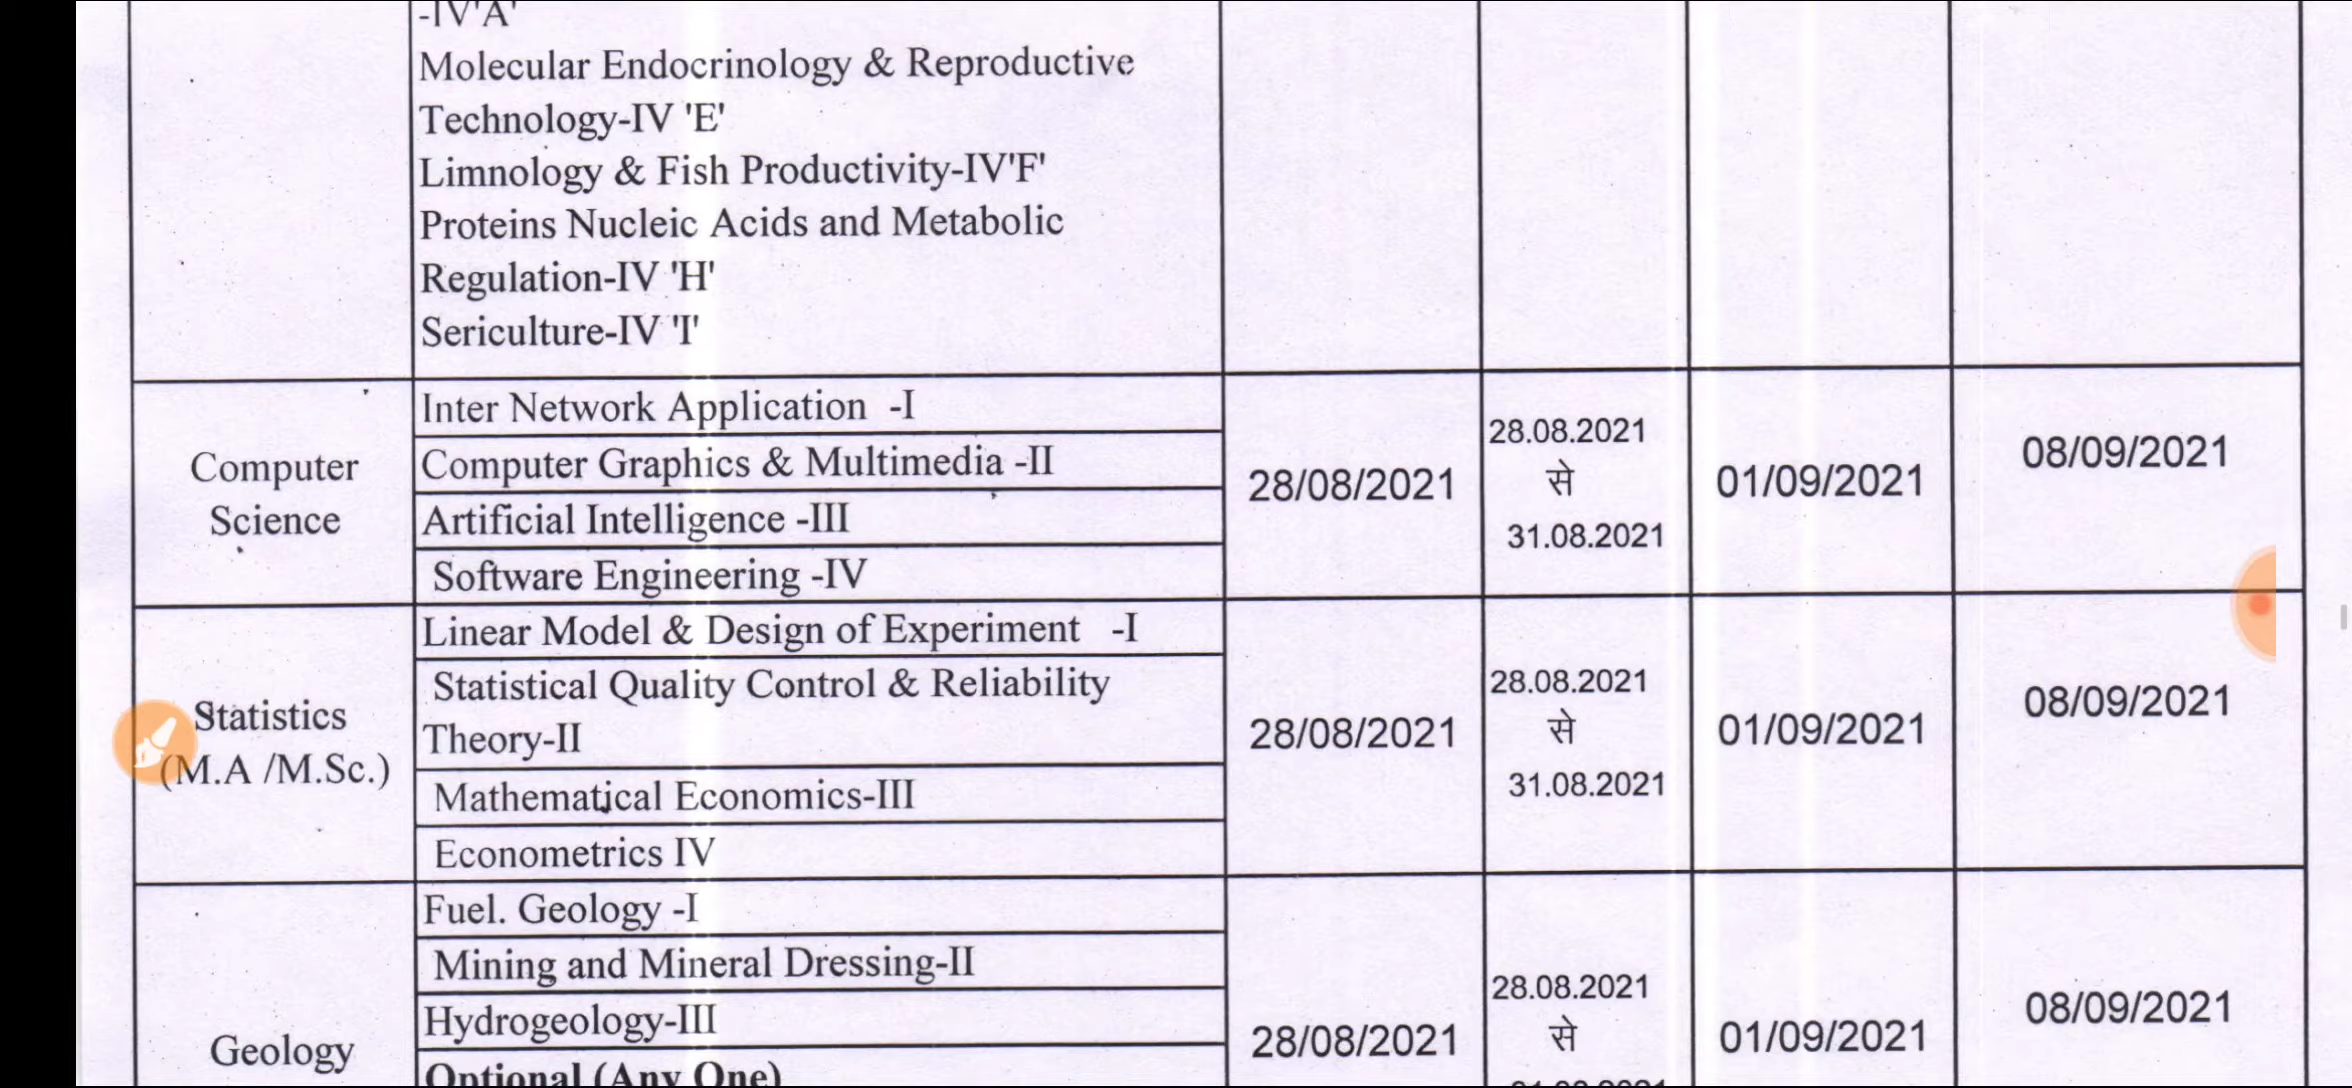 -IV'A'
Molecular Endocrinology & Reproductive
Technology-IV 'E'
Limnology & Fish Productivity-IV'F'
Proteins Nucleic Acids and Metabolic
Regulation-IV 'H'
Sericulture-IV 'I'
Computer
Science
Inter Network Application -I
Computer Graphics & Multimedia -II
Artificial Intelligence -III
Software Engineering -IV
28/08/2021
28.08.2021
से
31.08.2021
01/09/2021
08/09/2021
Statistics
(M.A /M.Sc.)
Linear Model & Design of Experiment -I
Statistical Quality Control & Reliability
Theory-II
Mathematical Economics-III
Econometrics IV
28/08/2021
28.08.2021
से
31.08.2021
01/09/2021
08/09/2021
Geology
Fuel. Geology -I
Mining and Mineral Dressing-II
Hydrogeology-III
Optional (Any One)
28/08/2021
28.08.2021
से
01/09/2021
08/09/2021